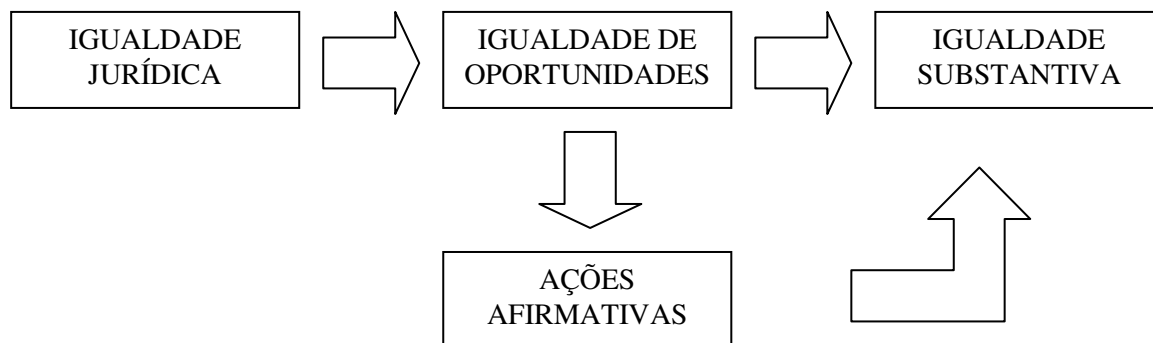 IGUALDADE
JURÍDICA
IGUALDADE DE
OPORTUNIDADES
IGUALDADE
SUBSTANTIVA
AÇÕES
AFIRMATIVAS